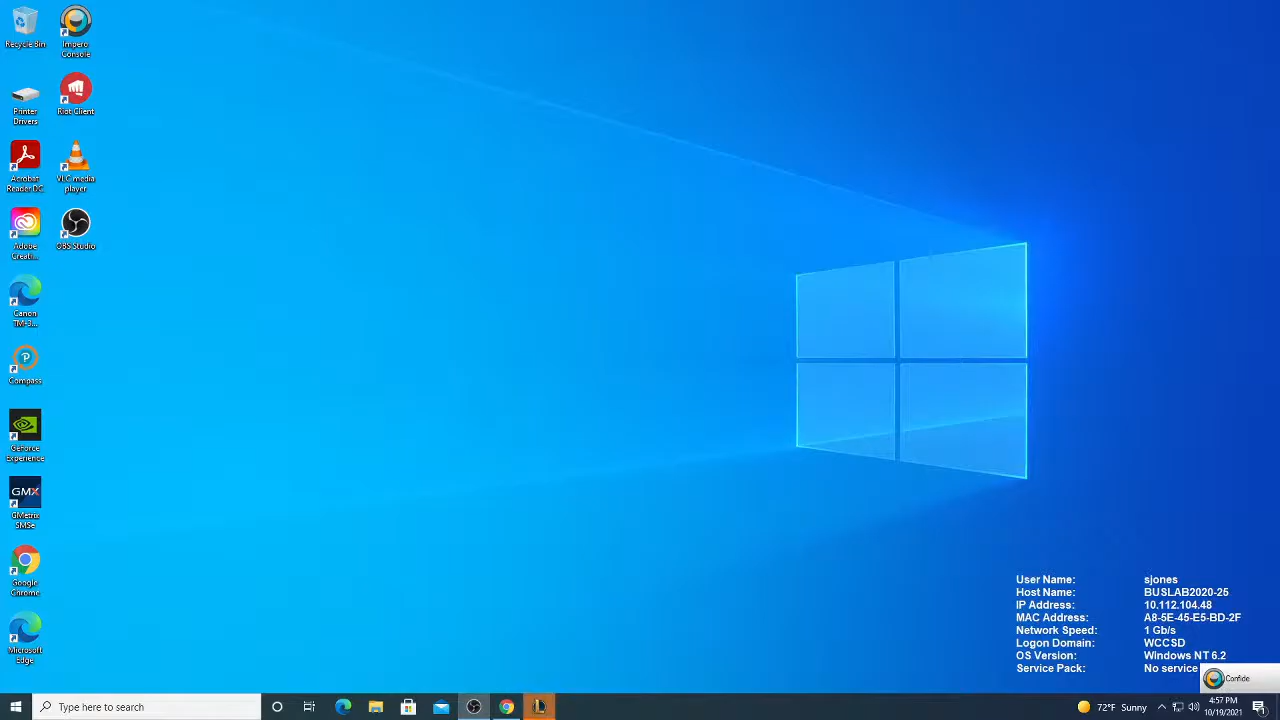 Recycle Bin
Impero
Console
Printer
Drivers
Riot Client
Acrobat
Reader DC
VLC media
player
Adobe
Creati...
OBS Studio
Canon
TM-3...
Compass
GeForce
Experience
GMX
GMetrix
SMSe
Google
Chrome
Microsoft
Edge
User Name: sjones
Host Name: BUSLAB2020-25
IP Address: 10.112.104.48
MAC Address: A8-5E-45-E5-BD-2F
Network Speed: 1 Gb/s
Logon Domain: WCCSD
OS Version: Windows NT 6.2
Service Pack: No service
Confide
Type here to search
72°F Sunny
4:57 PM
10/19/2021